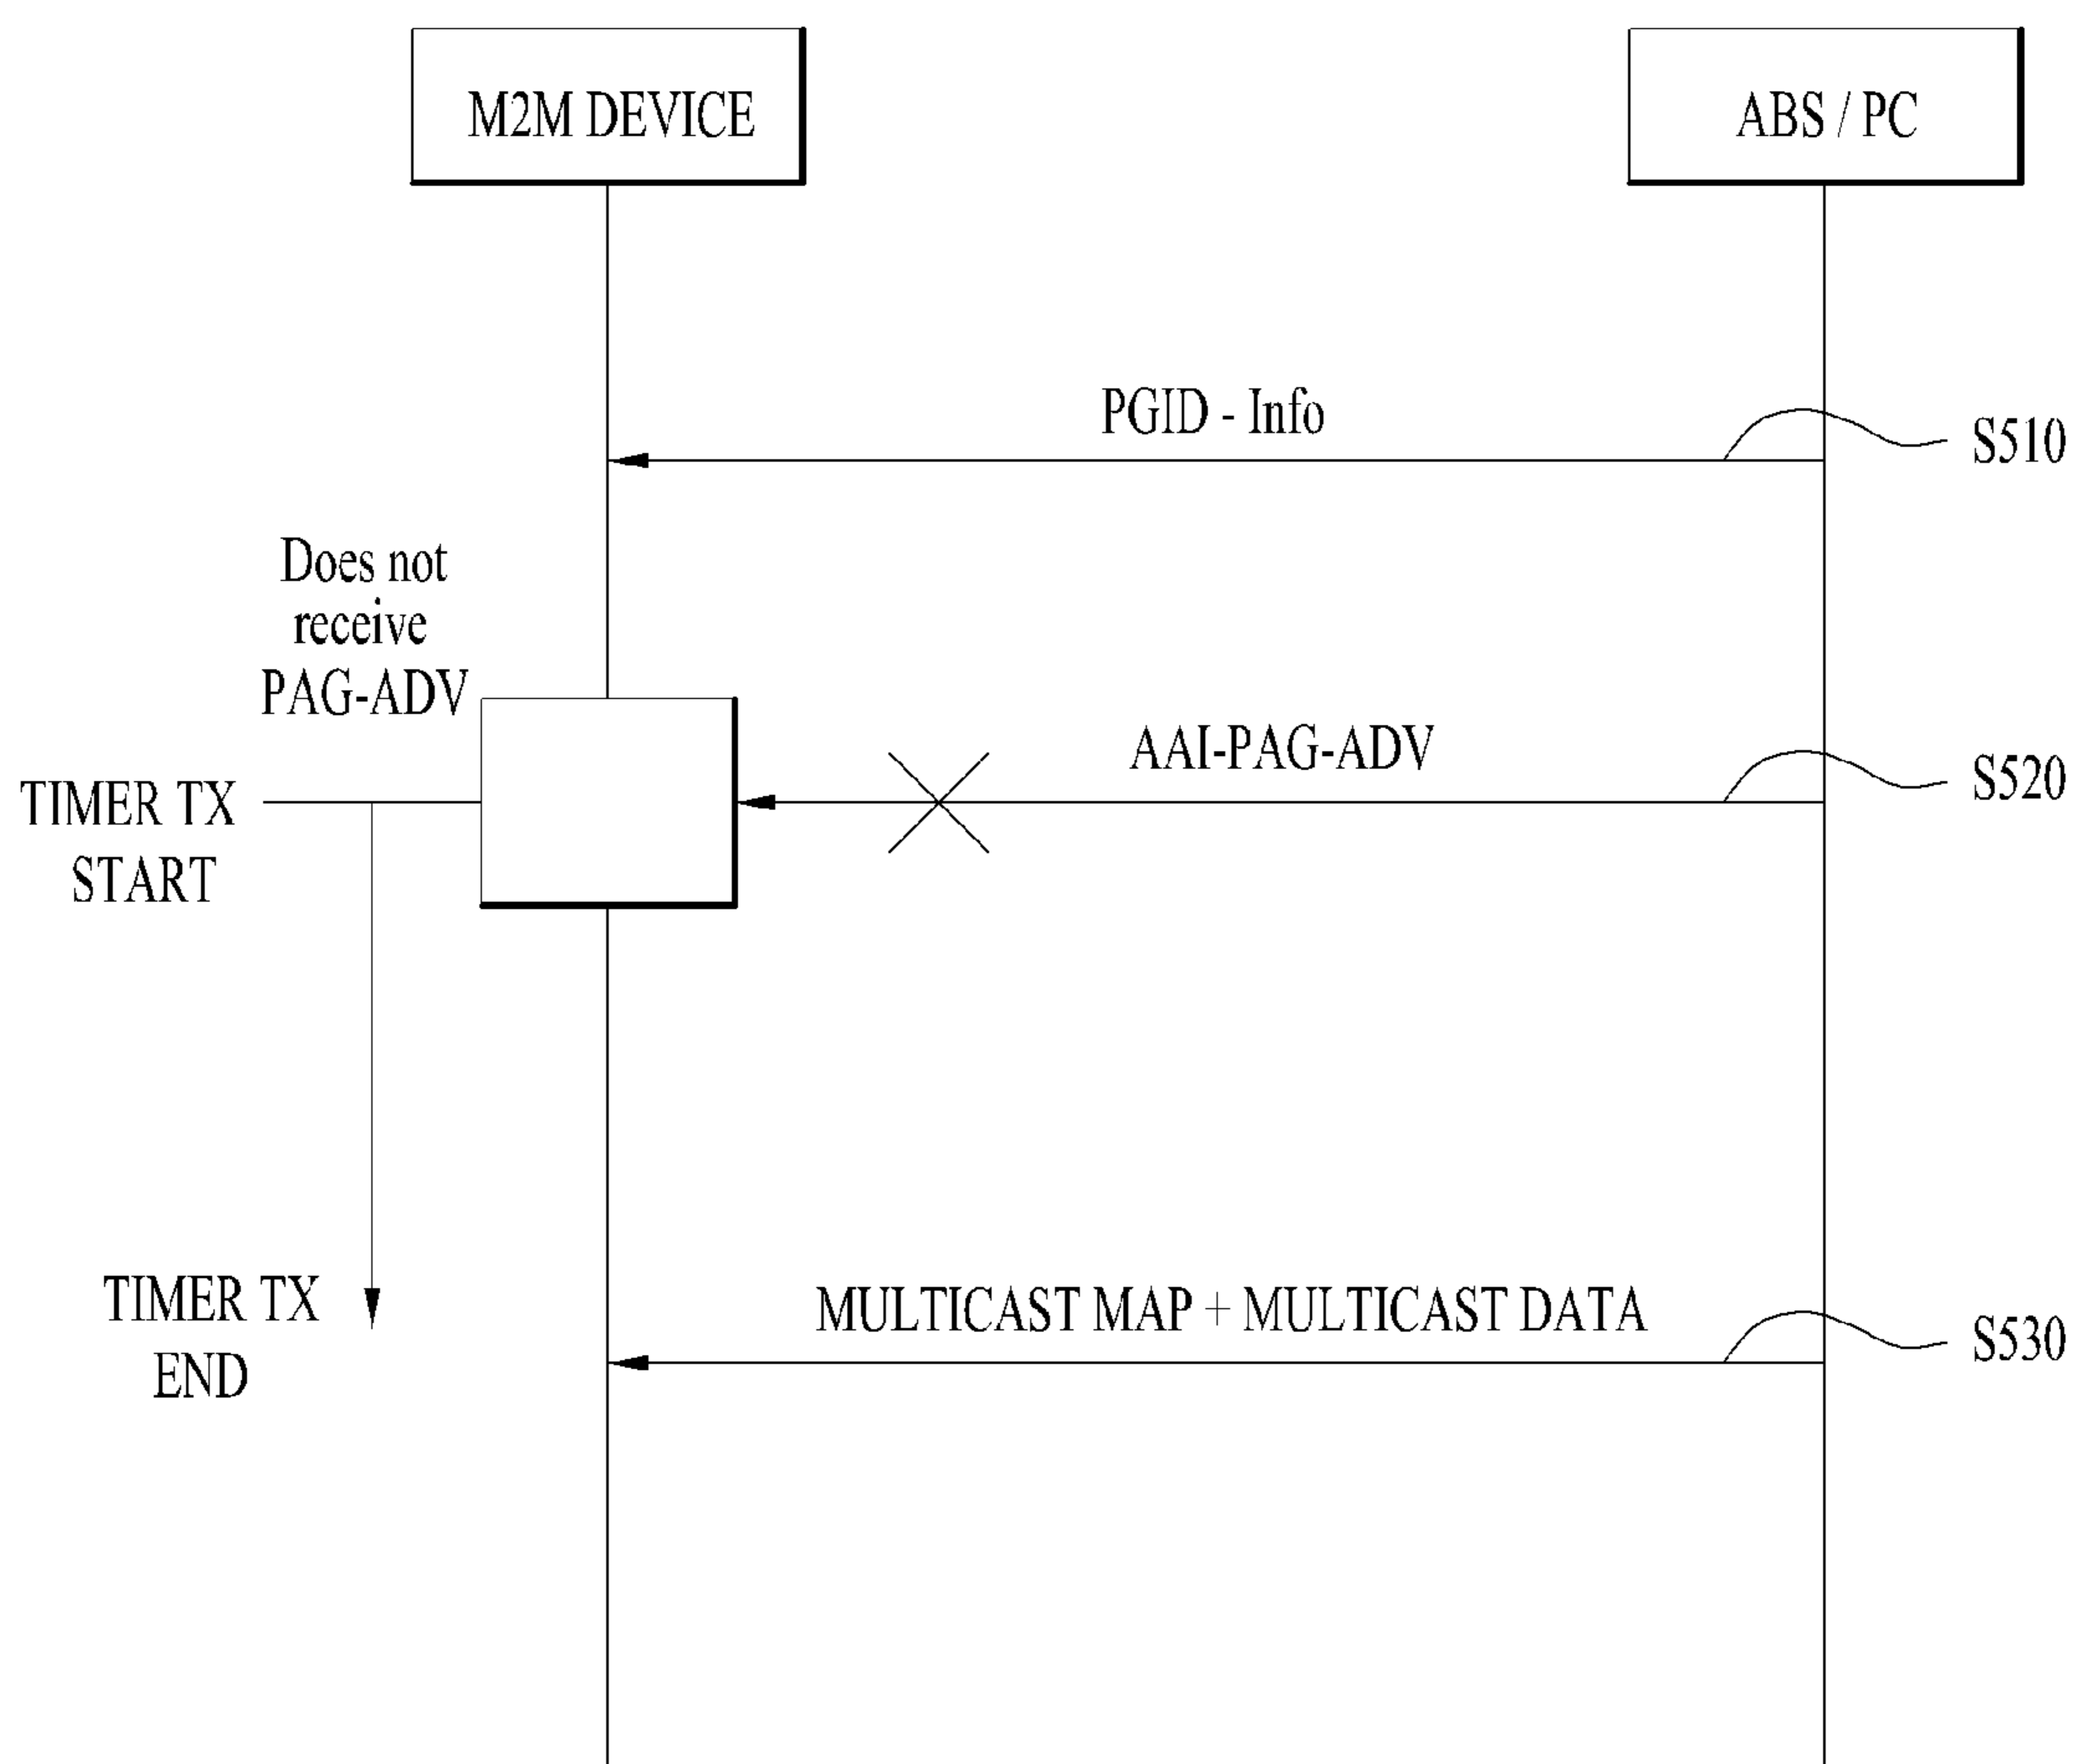 M2M DEVICE
ABS / PC
PGID - Info
S510
Does not
receive
PAG-ADV
AAI-PAG-ADV
S520
TIMER TX
START
MULTICAST MAP + MULTICAST DATA
S530
TIMER TX
END